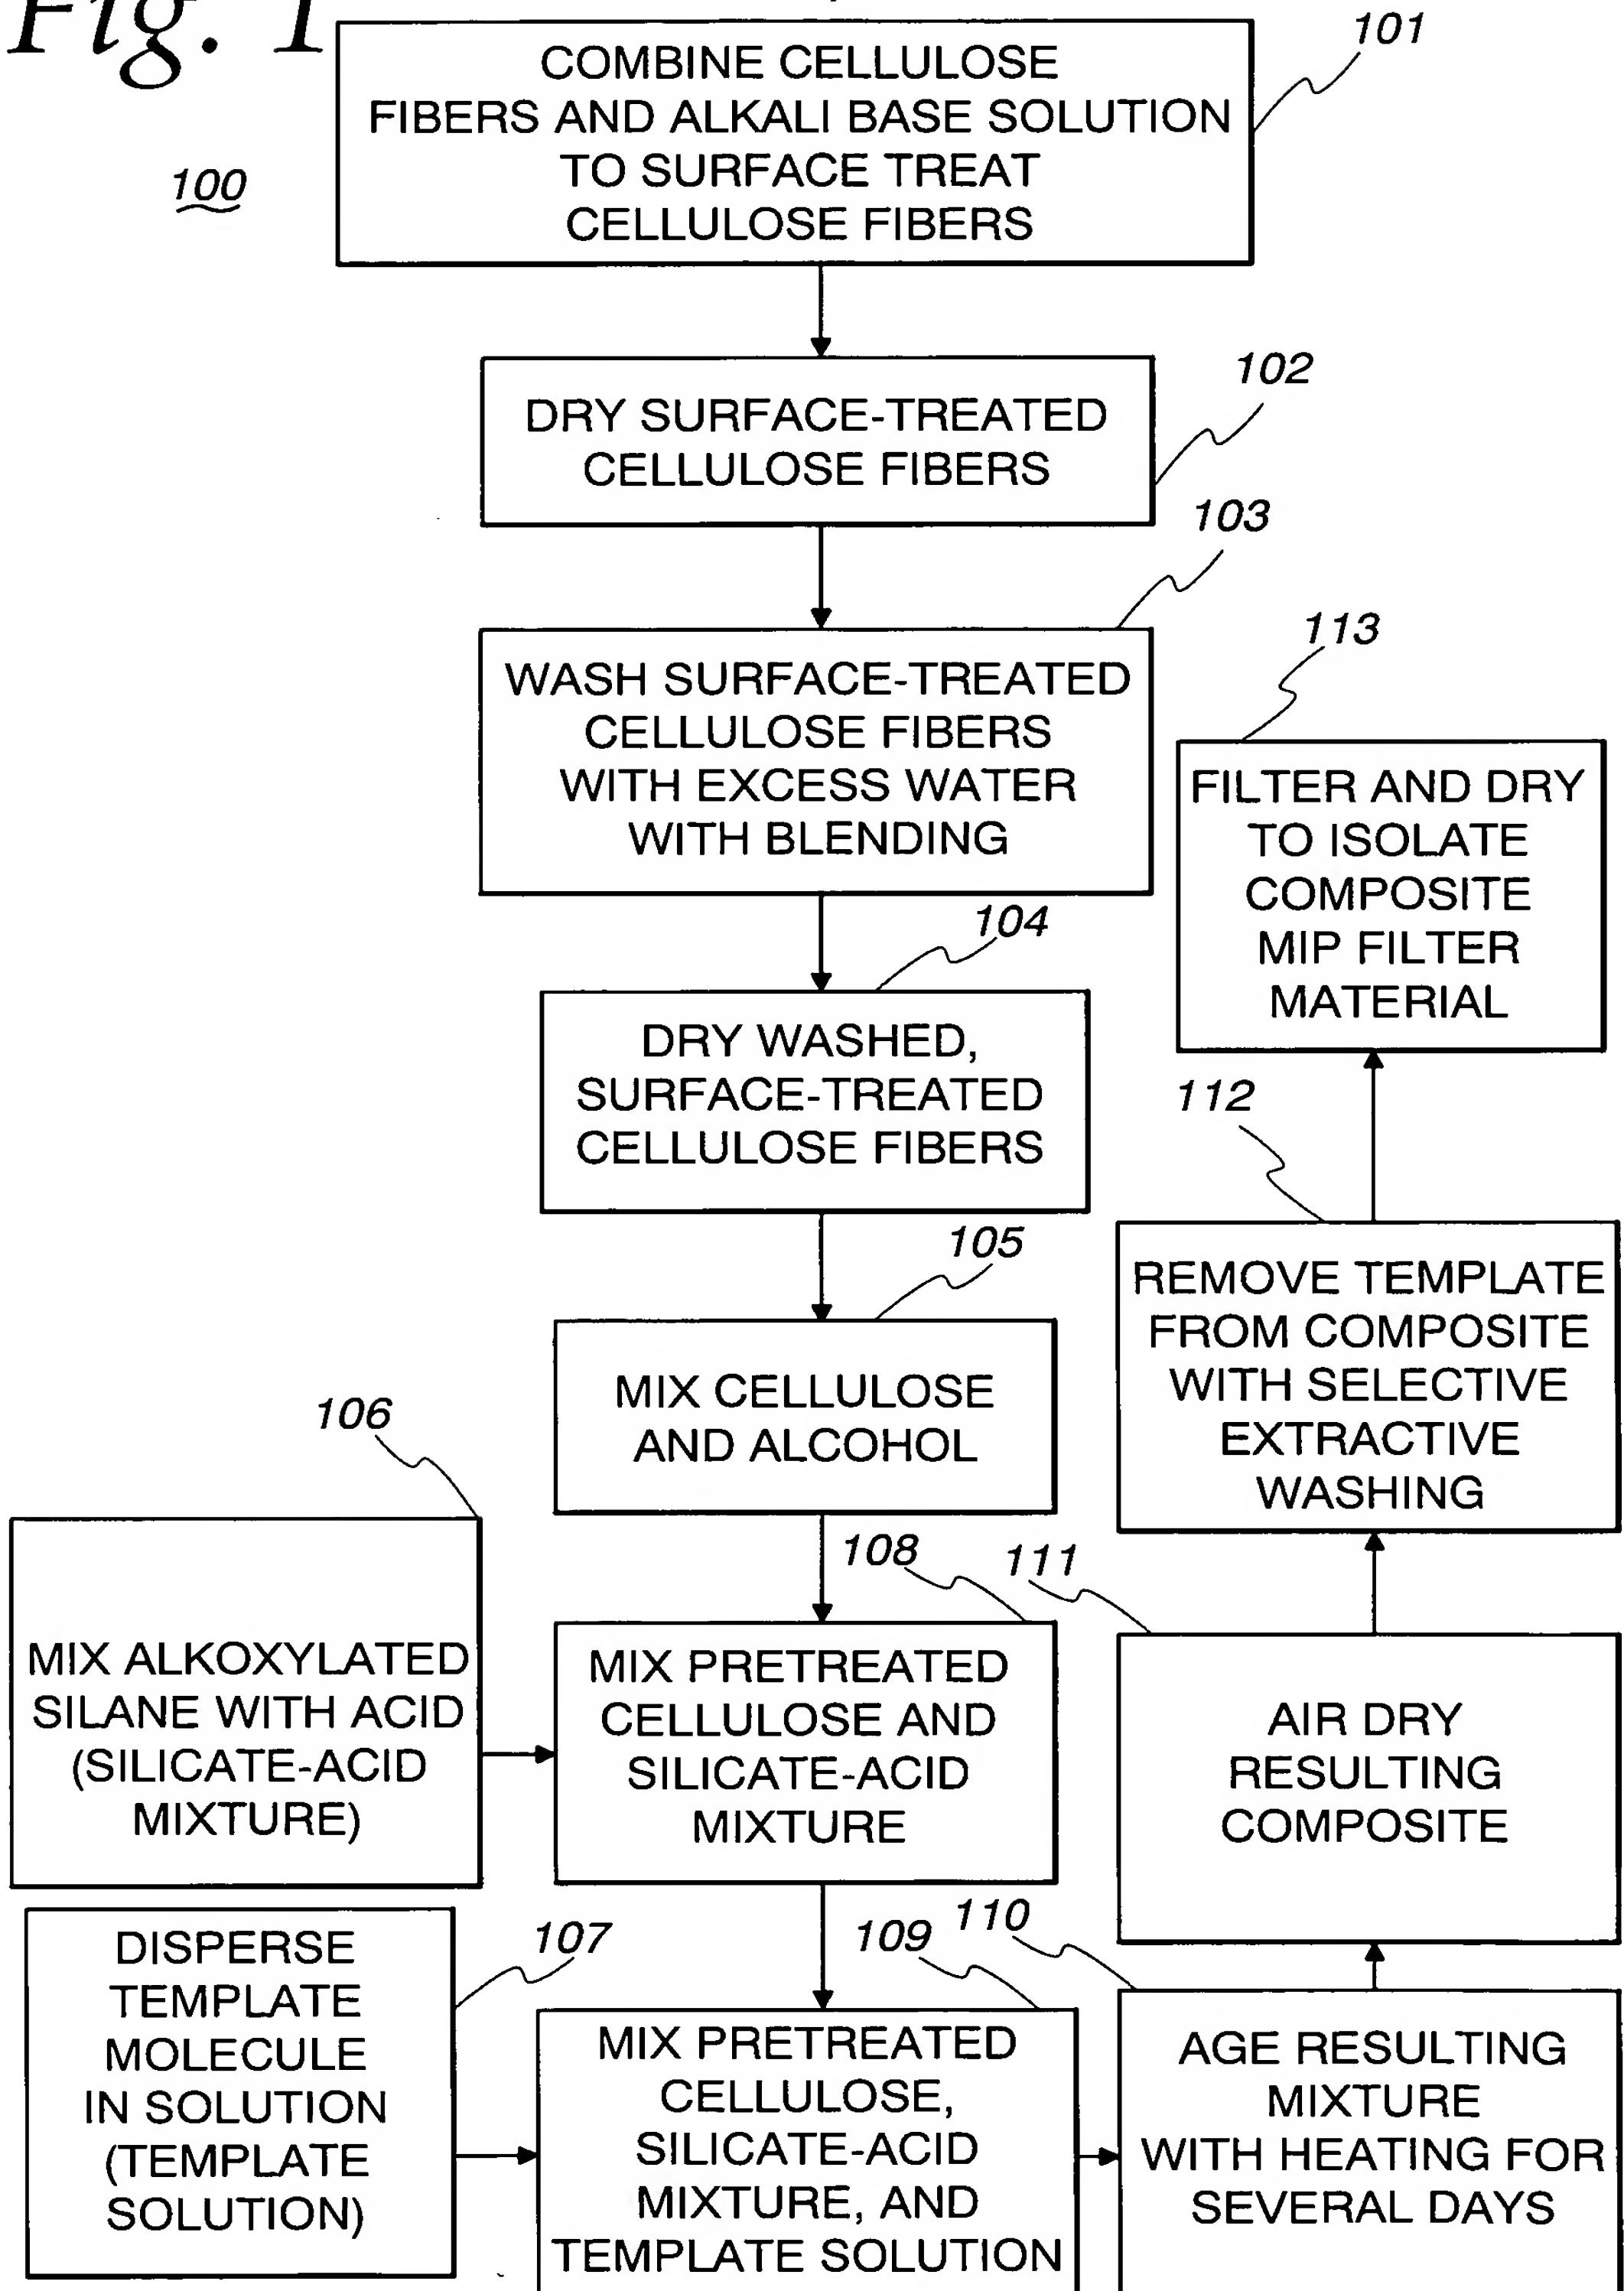 Fig. 1
100
101
COMBINE CELLULOSE
FIBERS AND ALKALI BASE SOLUTION
TO SURFACE TREAT
CELLULOSE FIBERS
102
DRY SURFACE-TREATED
CELLULOSE FIBERS
103
WASH SURFACE-TREATED
CELLULOSE FIBERS
WITH EXCESS WATER
WITH BLENDING
104
DRY WASHED,
SURFACE-TREATED
CELLULOSE FIBERS
105
MIX CELLULOSE
AND ALCOHOL
106
MIX ALKOXYLATED
SILANE WITH ACID
(SILICATE-ACID
MIXTURE)
108
MIX PRETREATED
CELLULOSE AND
SILICATE-ACID
MIXTURE
107
DISPERSE
TEMPLATE
MOLECULE
IN SOLUTION
(TEMPLATE
SOLUTION)
109
MIX PRETREATED
CELLULOSE,
SILICATE-ACID
MIXTURE, AND
TEMPLATE SOLUTION
110
AGE RESULTING
MIXTURE
WITH HEATING FOR
SEVERAL DAYS
111
AIR DRY
RESULTING
COMPOSITE
112
REMOVE TEMPLATE
FROM COMPOSITE
WITH SELECTIVE
EXTRACTIVE
WASHING
113
FILTER AND DRY
TO ISOLATE
COMPOSITE
MIP FILTER
MATERIAL